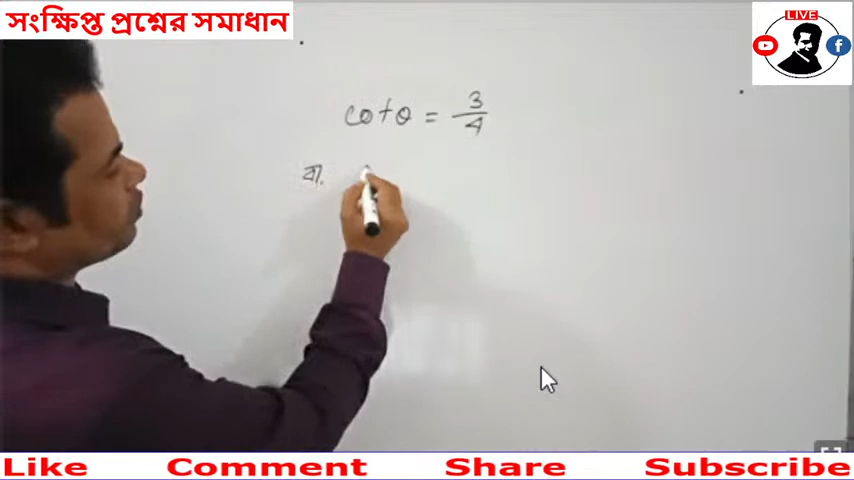 সংক্ষিপ্ত প্রশ্নের সমাধান
LIVE
cotθ = 3/4
বা,
Like Comment Share Subscribe